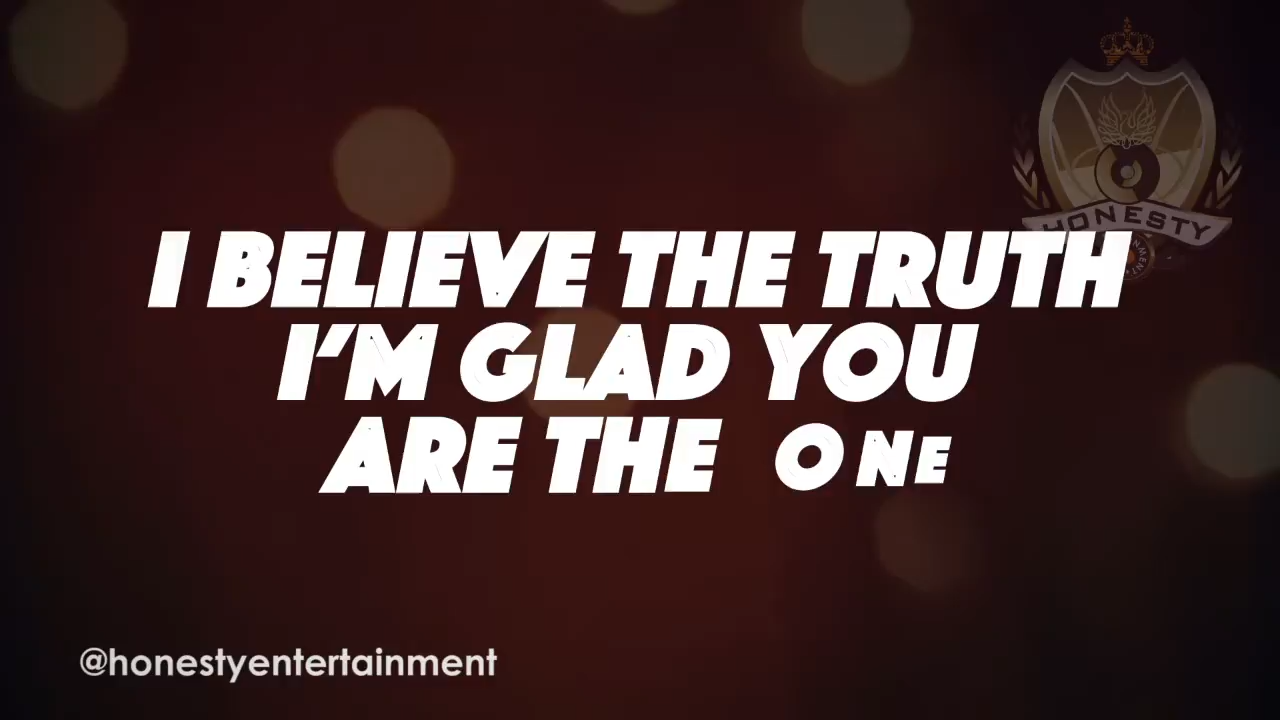 HONESTY
I BELIEVE THE TRUTH
I'M GLAD YOU
ARE THE ONE
@honestyentertainment